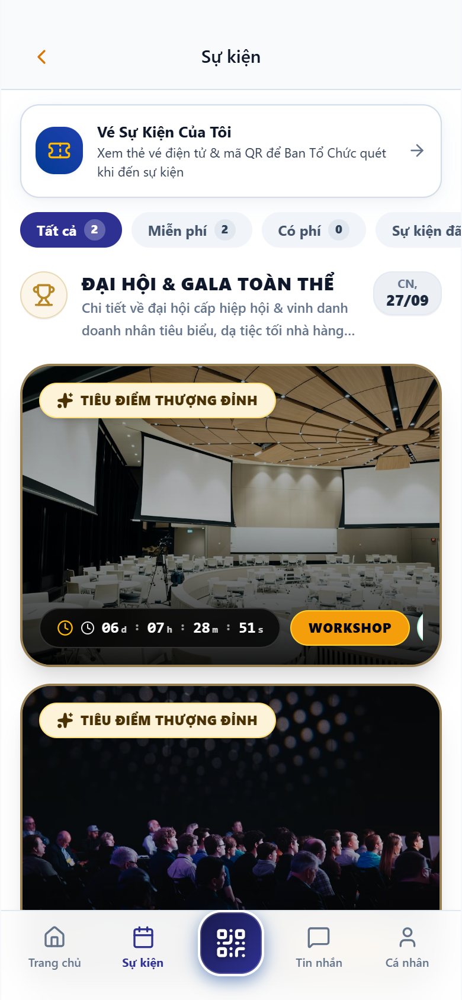 Sự kiện
Vé Sự Kiện Của Tôi
Xem thẻ vé điện tử & mã QR để Ban Tổ Chức quét
khi đến sự kiện
Tất cả 2
Miễn phí 2
Có phí 0
Sự kiện đã
ĐẠI HỘI & GALA TOÀN THỂ
Chi tiết về đại hội cấp hiệp hội & vinh danh
doanh nhân tiêu biểu, dạ tiệc tối nhà hàng...
CN,
27/09
TIÊU ĐIỂM THƯỢNG ĐỈNH
06d : 07h : 28m : 51s
WORKSHOP
TIÊU ĐIỂM THƯỢNG ĐỈNH
Trang chủ
Sự kiện
Tin nhắn
Cá nhân